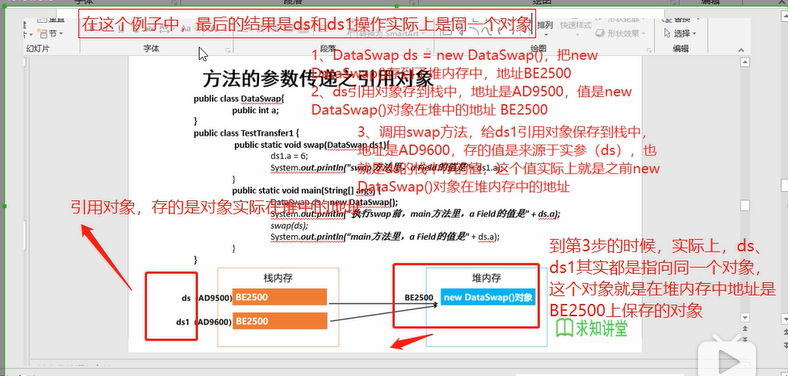 在这个例子中，最后的结果是ds和ds1操作实际上是同一个对象
幻灯片
节
字体
段落
绘图
编辑
排列
快速样式
形状效果
替换
选择
1、DataSwap ds = new DataSwap()，把new
DataSwap()存到了堆内存中，地址BE2500
2、ds引用对象存到栈中，地址是AD9500，值是new
DataSwap()对象在堆中的地址 BE2500
方法的参数传递之引用对象
public class DataSwap{
public int a;
}
public class TestTransfer1 {
public static void swap(DataSwap ds1){
ds1.a = 6;
System.out.println("swap方法里，a Field的值是" + ds1.a);
}
public static void main(String[] args) {
DataSwap ds = new DataSwap();
System.out.println("执行swap前，main方法里，a Field的值是" + ds.a);
swap(ds);
System.out.println("main方法里，a Field的值是" + ds.a);
}
}
3、调用swap方法，给ds1引用对象保存到栈中，
地址是AD9600，存的值是来源于实参（ds），也
就是ds的栈中存的值，这个值实际上就是之前new
DataSwap()对象在堆内存中的地址
引用对象，存的是对象实际在堆中的地址
到第3步的时候，实际上，ds、
ds1其实都是指向同一个对象，
这个对象就是在堆内存中地址是
BE2500上保存的对象
栈内存
堆内存
ds (AD9500) BE2500
BE2500 new DataSwap()对象
ds1 (AD9600) BE2500
求知讲堂